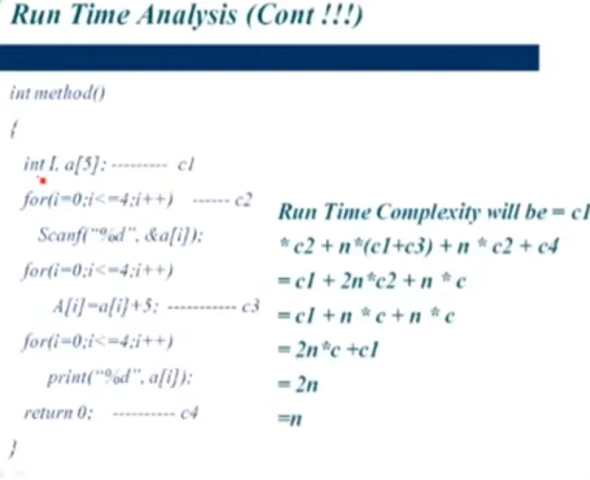 Run Time Analysis (Cont !!!)
int method()
{
int I, a[5]; --------- c1
for(i=0;i<=4;i++) ------ c2
Scanf("%d", &a[i]);
for(i=0;i<=4;i++)
A[i]=a[i]+5; ----------- c3
for(i=0;i<=4;i++)
print("%d", a[i]);
return 0; ---------- c4
}
Run Time Complexity will be = c1
* c2 + n*(c1+c3) + n * c2 + c4
= c1 + 2n*c2 + n * c
= c1 + n * c + n * c
= 2n*c +c1
= 2n
=n